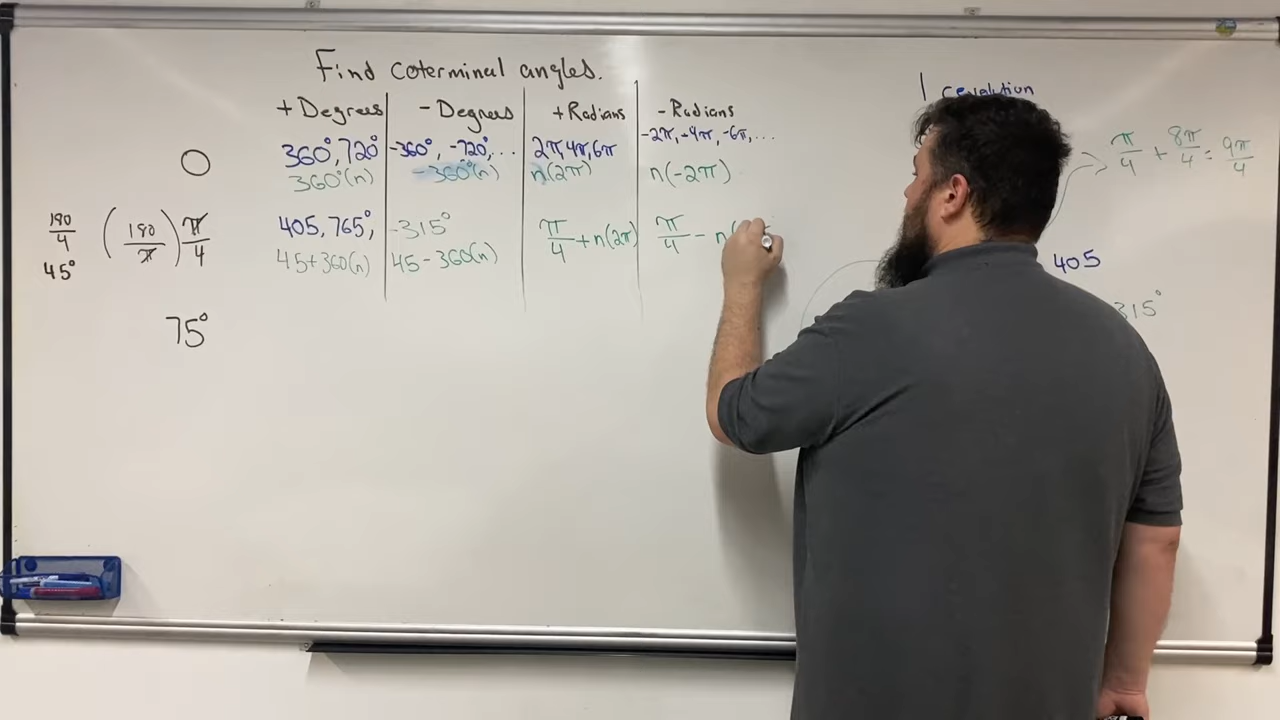 Find coterminal angles.
+ Degrees - Degrees + Radians - Radians
0 360°, 720° -360°, -720°, ... 2π, 4π, 6π -2π, -4π, -6π, ...
360°(n) -360°(n) n(2π) n(-2π)
180/4 (180/π) π/4 405, 765°, -315° π/4 + n(2π) π/4 - n(
45° 45+360(n) 45-360(n)
75°
1
π/4 + 8π/4 = 9π/4
405
315°